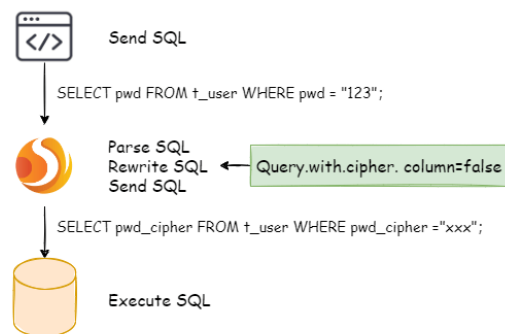 Send SQL
SELECT pwd FROM t_user WHERE pwd = "123";
Parse SQL
Rewrite SQL
Send SQL
Query.with.cipher. column=false
SELECT pwd_cipher FROM t_user WHERE pwd_cipher ="xxx";
Execute SQL